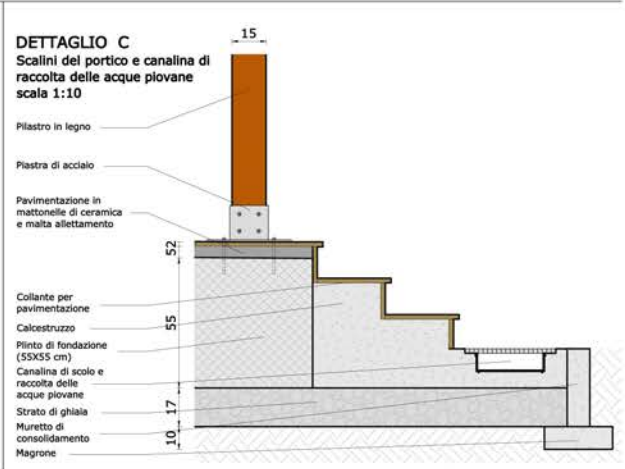 DETTAGLIO C
Scalini del portico e canalina di
raccolta delle acque piovane
scala 1:10
15
Pilastro in legno
Piastra di acciaio
Pavimentazione in
mattonelle di ceramica
e malta allettamento
52
Collante per
pavimentazione
Calcestruzzo
55
Plinto di fondazione
(55X55 cm)
Canalina di scolo e
raccolta delle
acque piovane
Strato di ghiaia
17
Muretto di
consolidamento
10
Magrone